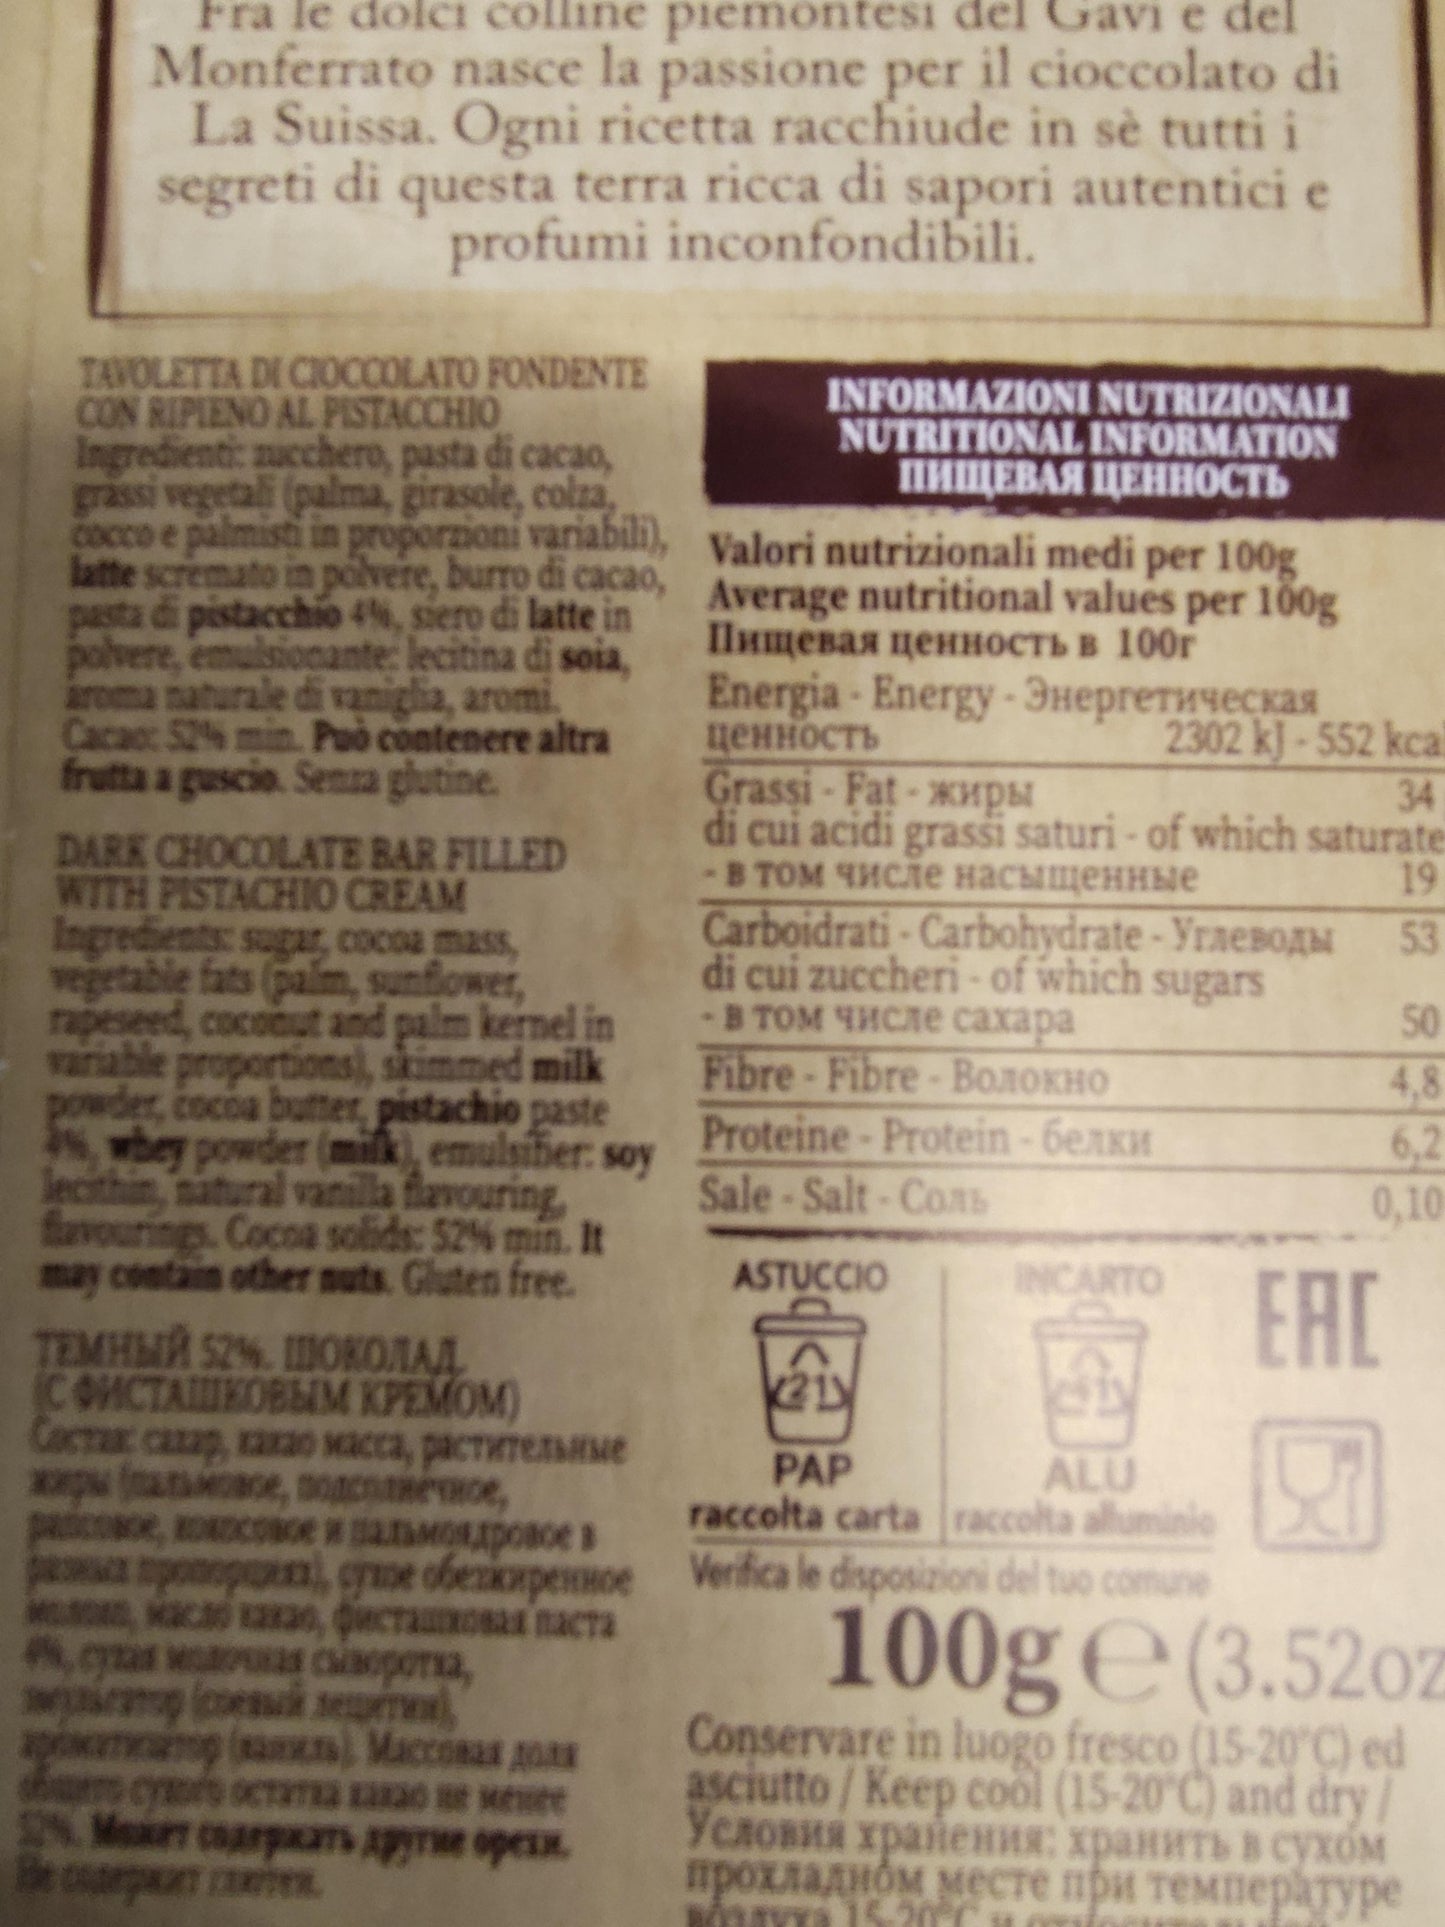 Fra le dolci colline piemontesi del Gavi e del
Monferrato nasce la passione per il cioccolato di
La Suissa. Ogni ricetta racchiude in sè tutti i
segreti di questa terra ricca di sapori autentici e
profumi inconfondibili.
TAVOLETTA DI CIOCCOLATO FONDENTE
CON RIPIENO AL PISTACCHIO
Ingredienti: zucchero, pasta di cacao,
grassi vegetali (palma, girasole, colza,
cocco e palmisti in proporzioni variabili),
latte scremato in polvere, burro di cacao,
pasta di pistacchio 4%, siero di latte in
polvere, emulsionante: lecitina di soia,
aroma naturale di vaniglia, aromi.
Cacao: 52% min. Può contenere altra
frutta a guscio. Senza glutine.
DARK CHOCOLATE BAR FILLED
WITH PISTACHIO CREAM
Ingredients: sugar, cocoa mass,
vegetable fats (palm, sunflower,
rapeseed, coconut and palm kernel in
variable proportions), skimmed milk
powder, cocoa butter, pistachio paste
4%, whey powder (milk), emulsifier: soy
lecithin, natural vanilla flavouring,
flavourings. Cocoa solids: 52% min. It
may contain other nuts. Gluten free.
ТЕМНЫЙ 52%. ШОКОЛАД
(С ФИСТАШКОВЫМ КРЕМОМ)
Состав: сахар, какао масса, растительные
жиры (пальмовое, подсолнечное,
рапсовое, кокосовое и пальмоядровое в
разных пропорциях), сухое обезжиренное
молоко, масло какао, фисташковая паста
4%, сухая молочная сыворотка,
эмульгатор (соевый лецитин),
ароматизатор (ваниль). Массовая доля
общего сухого остатка какао не менее
52%. Может содержать другие орехи.
Не содержит глютен.
INFORMAZIONI NUTRIZIONALI
NUTRITIONAL INFORMATION
ПИЩЕВАЯ ЦЕННОСТЬ
Valori nutrizionali medi per 100g
Average nutritional values per 100g
Пищевая ценность в 100г
Energia - Energy - Энергетическая
ценность 2302 kJ - 552 kca
Grassi - Fat - жиры 34
di cui acidi grassi saturi - of which saturate
- в том числе насыщенные 19
Carboidrati - Carbohydrate - Углеводы 53
di cui zuccheri - of which sugars
- в том числе сахара 50
Fibre - Fibre - Волокно 4,8
Proteine - Protein - белки 6,2
Sale - Salt - Соль 0,10
ASTUCCIO INCARTO EAC
21 41
PAP ALU
raccolta carta raccolta alluminio
Verifica le disposizioni del tuo comune
100g ℮ (3.52oz
Conservare in luogo fresco (15-20°C) ed
asciutto / Keep cool (15-20°C) and dry /
Условия хранения: хранить в сухом
прохладном месте при температуре
воздуха 15-20°C и